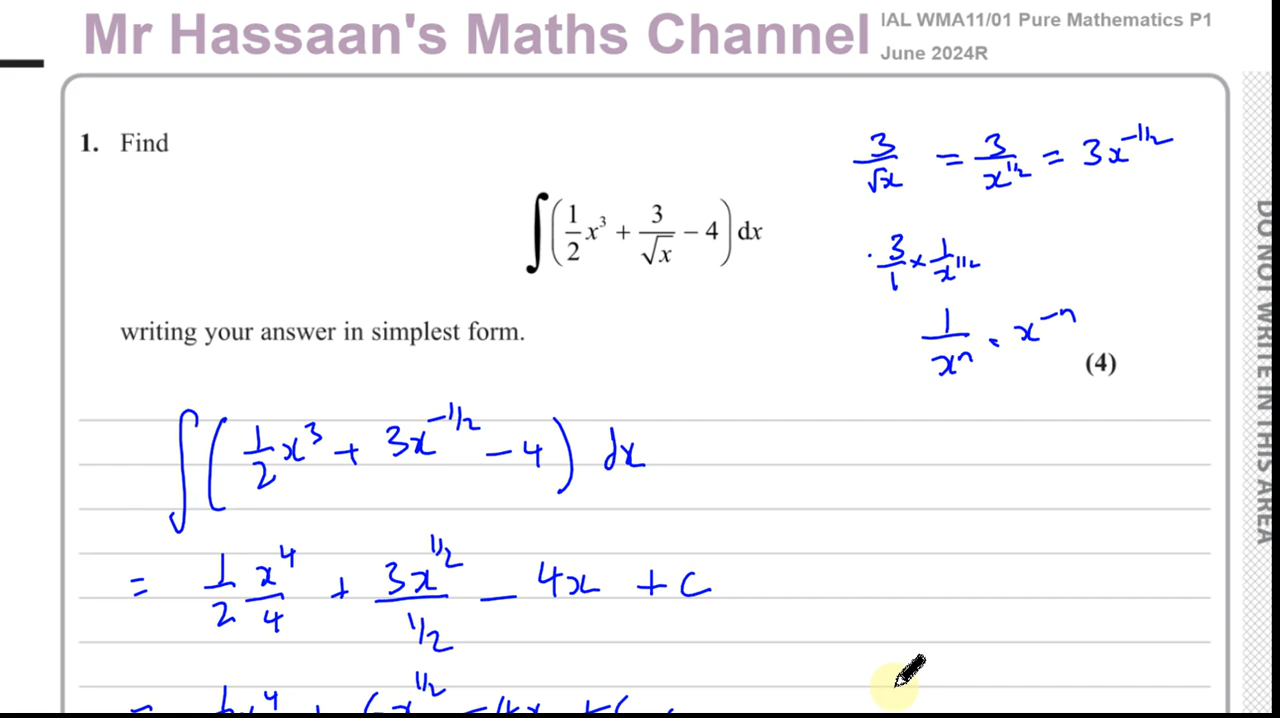 Mr Hassaan's Maths Channel
IAL WMA11/01 Pure Mathematics P1
June 2024R
1. Find
∫(1/2 x³ + 3/√x − 4) dx
writing your answer in simplest form.
(4)
3/√x = 3/x^(1/2) = 3x^(-1/2)
3/1 × 1/x^(1/2)
1/x^n = x^(-n)
∫(1/2 x³ + 3x^(-1/2) − 4) dx
= 1/2 x⁴/4 + 3x^(1/2)/(1/2) − 4x + C
DO NOT WRITE IN THIS AREA